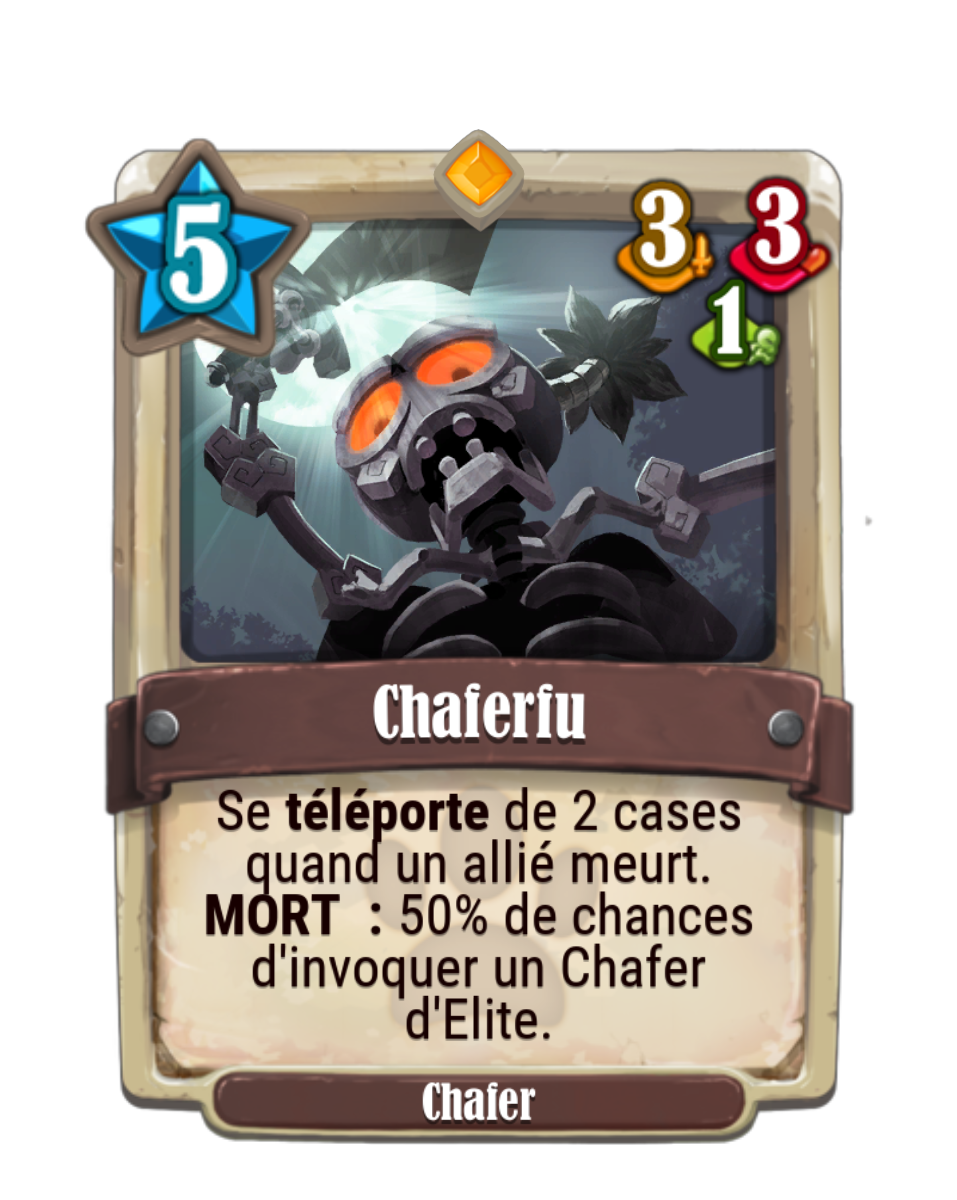 5
3
3
1
Chaferfu
Se téléporte de 2 cases
quand un allié meurt.
MORT : 50% de chances
d'invoquer un Chafer
d'Elite.
Chafer